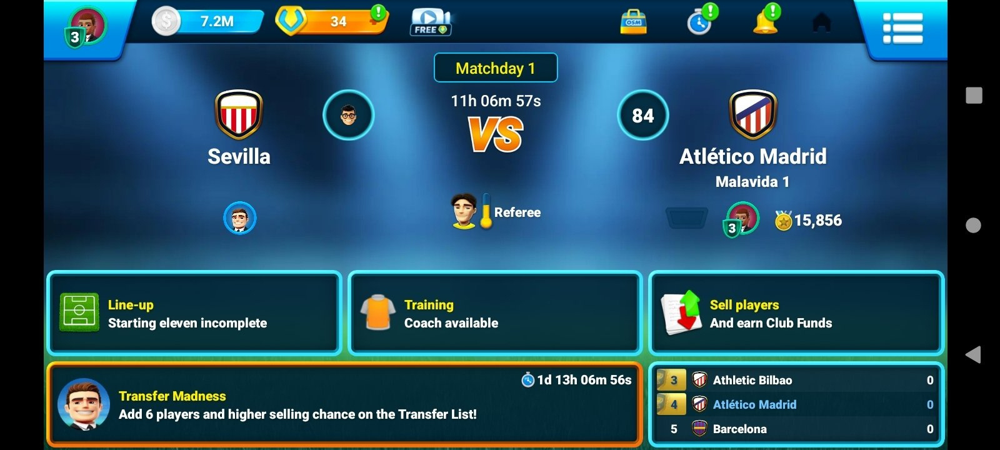 3
7.2M
34
!
FREE
OSM
!
!
Matchday 1
11h 06m 57s
VS
84
Sevilla
Atlético Madrid
Malavida 1
Referee
3
15,856
Line-up
Starting eleven incomplete
Training
Coach available
Sell players
And earn Club Funds
1d 13h 06m 56s
Transfer Madness
Add 6 players and higher selling chance on the Transfer List!
3 Athletic Bilbao 0
4 Atlético Madrid 0
5 Barcelona 0